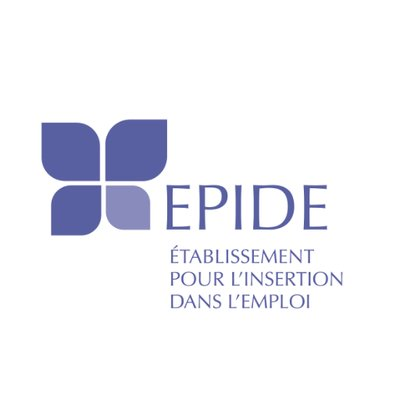 EPIDE
ÉTABLISSEMENT
POUR L'INSERTION
DANS L'EMPLOI